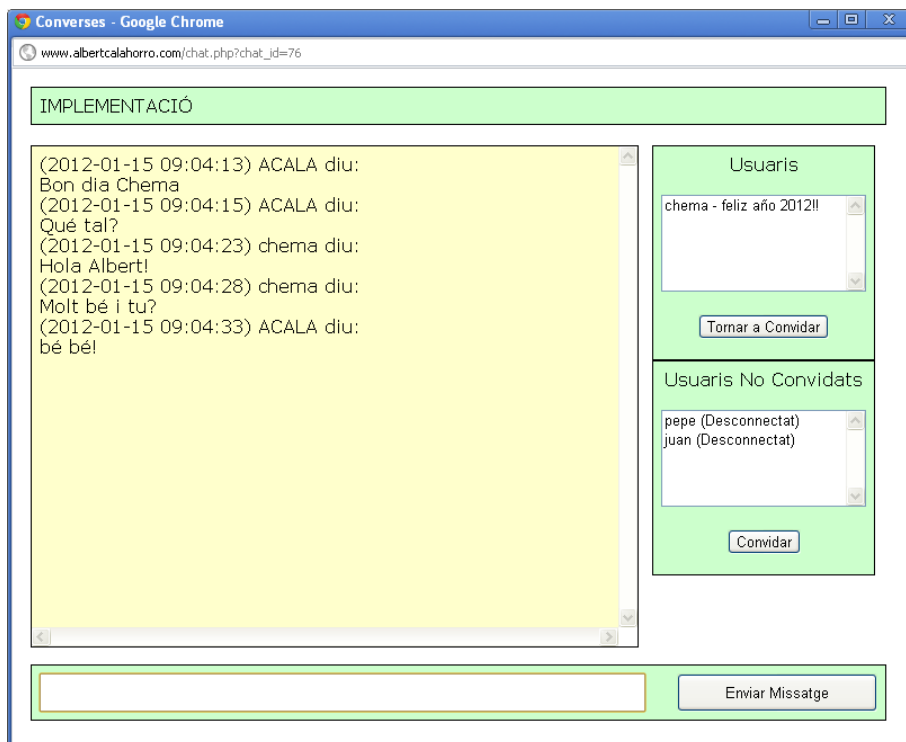 Converses - Google Chrome
www.albertcalahorro.com/chat.php?chat_id=76
IMPLEMENTACIÓ
(2012-01-15 09:04:13) ACALA diu:
Bon dia Chema
(2012-01-15 09:04:15) ACALA diu:
Qué tal?
(2012-01-15 09:04:23) chema diu:
Hola Albert!
(2012-01-15 09:04:28) chema diu:
Molt bé i tu?
(2012-01-15 09:04:33) ACALA diu:
bé bé!
Usuaris
chema - feliz año 2012!!
Tornar a Convidar
Usuaris No Convidats
pepe (Desconnectat)
juan (Desconnectat)
Convidar
Enviar Missatge